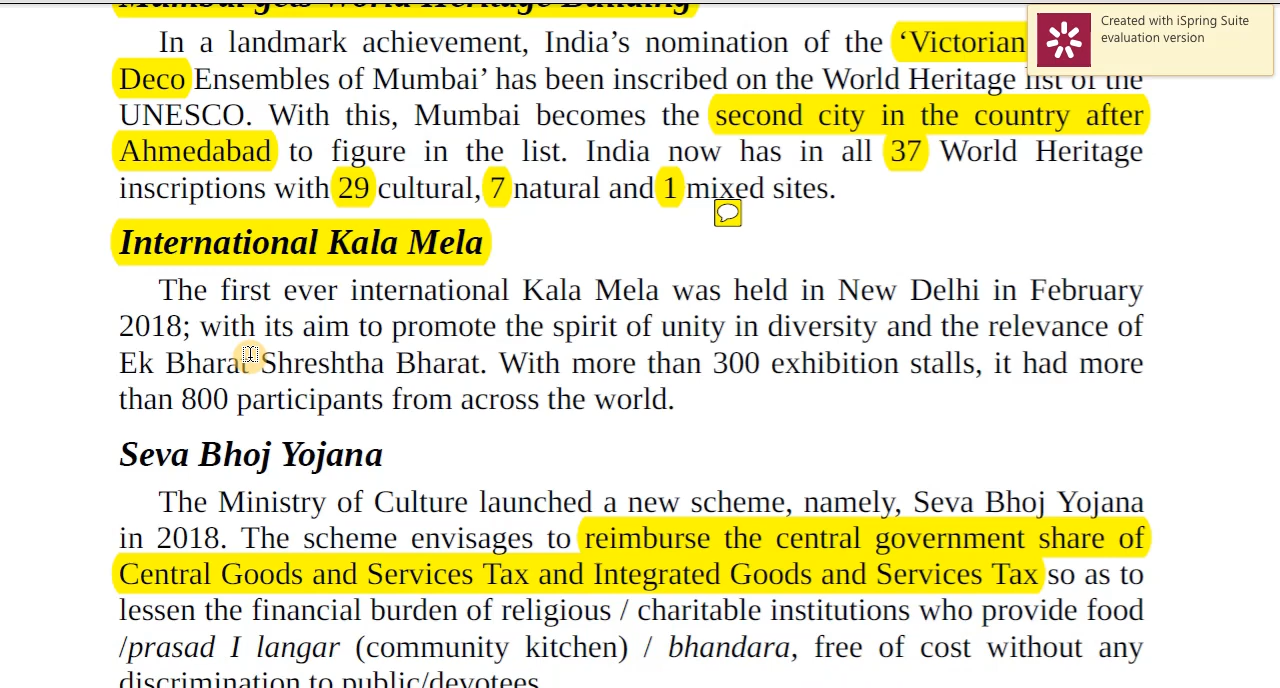 Mumbai gets World Heritage Building
In a landmark achievement, India’s nomination of the ‘Victorian
Deco Ensembles of Mumbai’ has been inscribed on the World Heritage list of the
UNESCO. With this, Mumbai becomes the second city in the country after
Ahmedabad to figure in the list. India now has in all 37 World Heritage
inscriptions with 29 cultural, 7 natural and 1 mixed sites.
International Kala Mela
The first ever international Kala Mela was held in New Delhi in February
2018; with its aim to promote the spirit of unity in diversity and the relevance of
Ek Bharat Shreshtha Bharat. With more than 300 exhibition stalls, it had more
than 800 participants from across the world.
Seva Bhoj Yojana
The Ministry of Culture launched a new scheme, namely, Seva Bhoj Yojana
in 2018. The scheme envisages to reimburse the central government share of
Central Goods and Services Tax and Integrated Goods and Services Tax so as to
lessen the financial burden of religious / charitable institutions who provide food
/prasad I langar (community kitchen) / bhandara, free of cost without any
discrimination to public/devotees.
Created with iSpring Suite
evaluation version